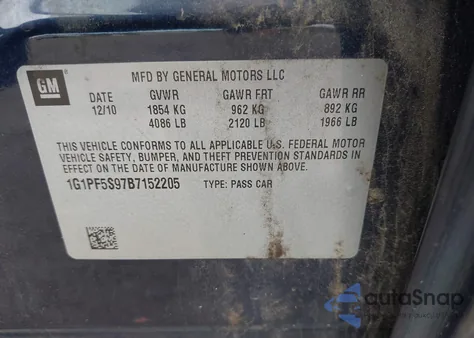 GM
MFD BY GENERAL MOTORS LLC
DATE GVWR GAWR FRT GAWR RR
12/10 1854 KG 962 KG 892 KG
4086 LB 2120 LB 1966 LB
THIS VEHICLE CONFORMS TO ALL APPLICABLE U.S. FEDERAL MOTOR
VEHICLE SAFETY, BUMPER, AND THEFT PREVENTION STANDARDS IN
EFFECT ON THE DATE OF MANUFACTURE SHOWN ABOVE.
1G1PF5S97B7152205 TYPE: PASS CAR
autoSnap